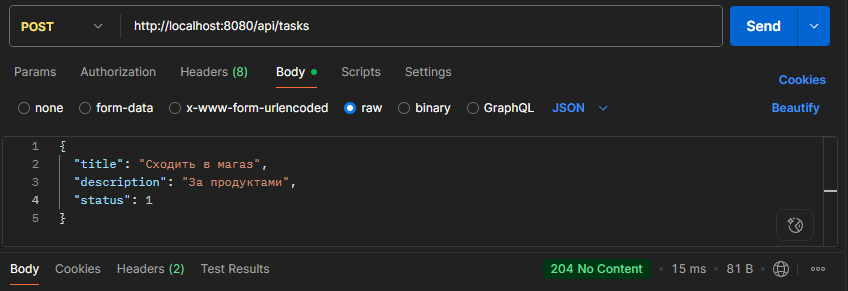 POST http://localhost:8080/api/tasks Send
Params Authorization Headers (8) Body Scripts Settings Cookies
none form-data x-www-form-urlencoded raw binary GraphQL JSON Beautify
1 {
2 "title": "Сходить в магаз",
3 "description": "За продуктами",
4 "status": 1
5 }
Body Cookies Headers (2) Test Results 204 No Content • 15 ms • 81 B